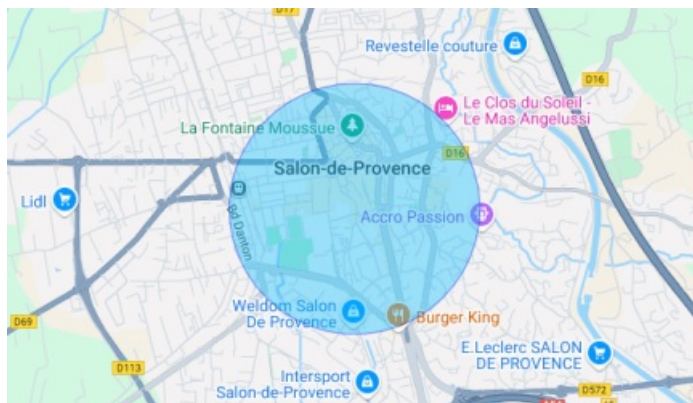 D17
Revestelle couture
D16
Le Clos du Soleil -
Le Mas Angelussi
La Fontaine Moussue
D16
Salon-de-Provence
Lidl
Bd Danton
Accro Passion
Weldom Salon
De Provence
Burger King
D69
E.Leclerc SALON
DE PROVENCE
D113
Intersport
Salon-de-Provence
D572